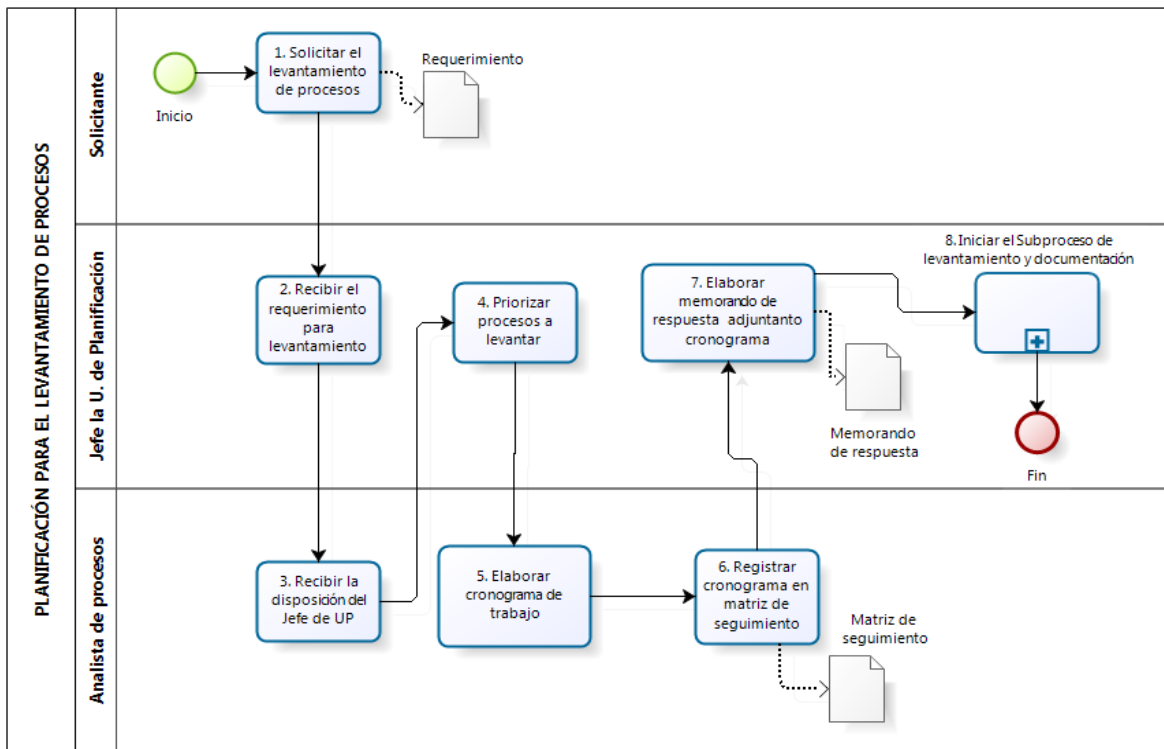 PLANIFICACIÓN PARA EL LEVANTAMIENTO DE PROCESOS
Solicitante
Inicio
1. Solicitar el
levantamiento
de procesos
Requerimiento
Jefe la U. de Planificación
2. Recibir el
requerimiento
para
levantamiento
4. Priorizar
procesos a
levantar
7. Elaborar
memorando de
respuesta adjuntanto
cronograma
Memorando
de respuesta
8. Iniciar el Subproceso de
levantamiento y documentación
Fin
Analista de procesos
3. Recibir la
disposición del
Jefe de UP
5. Elaborar
cronograma de
trabajo
6. Registrar
cronograma en
matriz de
seguimiento
Matriz de
seguimiento